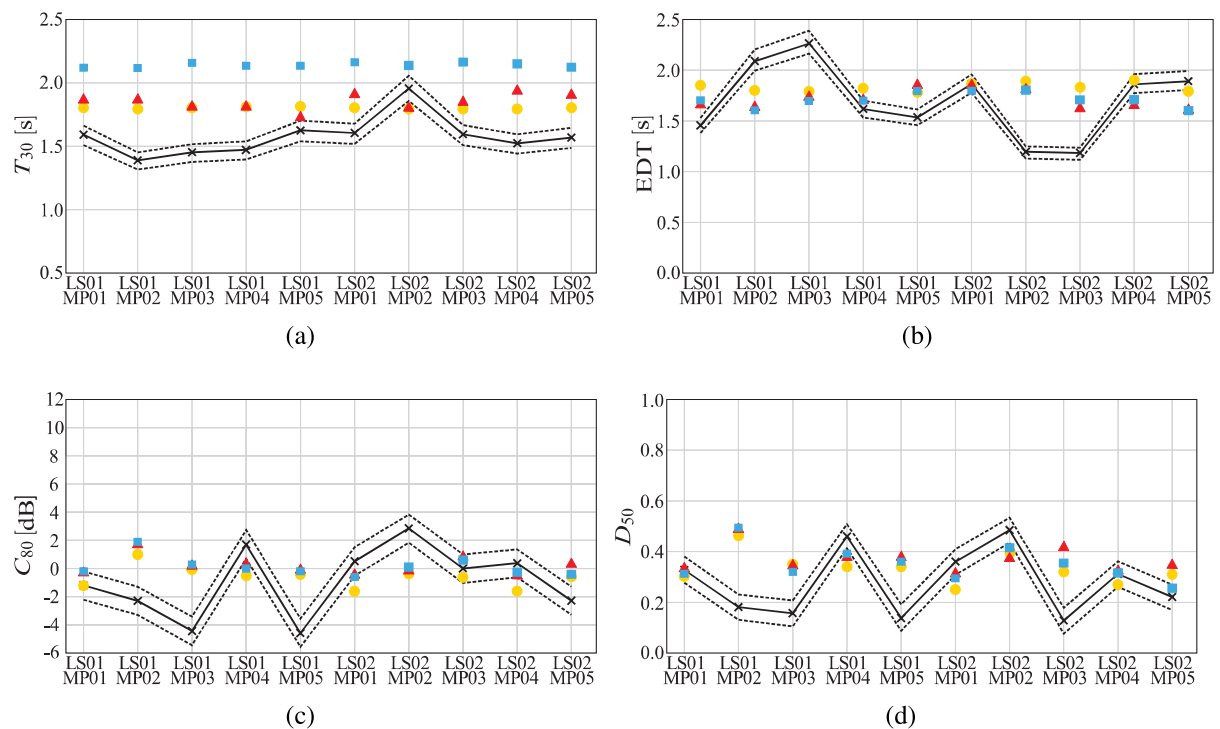 2.5
2.0
1.5
1.0
0.5
T30 [s]
LS01 LS01 LS01 LS01 LS01 LS02 LS02 LS02 LS02 LS02
MP01 MP02 MP03 MP04 MP05 MP01 MP02 MP03 MP04 MP05
(a)
2.5
2.0
1.5
1.0
0.0
EDT [s]
LS01 LS01 LS01 LS01 LS01 LS02 LS02 LS02 LS02 LS02
MP01 MP02 MP03 MP04 MP05 MP01 MP02 MP03 MP04 MP05
(b)
12
10
8
6
4
2
0
-2
-4
-6
C80 [dB]
LS01 LS01 LS01 LS01 LS01 LS02 LS02 LS02 LS02 LS02
MP01 MP02 MP03 MP04 MP05 MP01 MP02 MP03 MP04 MP05
(c)
1.0
0.8
0.6
0.4
0.2
0.0
D50
LS01 LS01 LS01 LS01 LS01 LS02 LS02 LS02 LS02 LS02
MP01 MP02 MP03 MP04 MP05 MP01 MP02 MP03 MP04 MP05
(d)